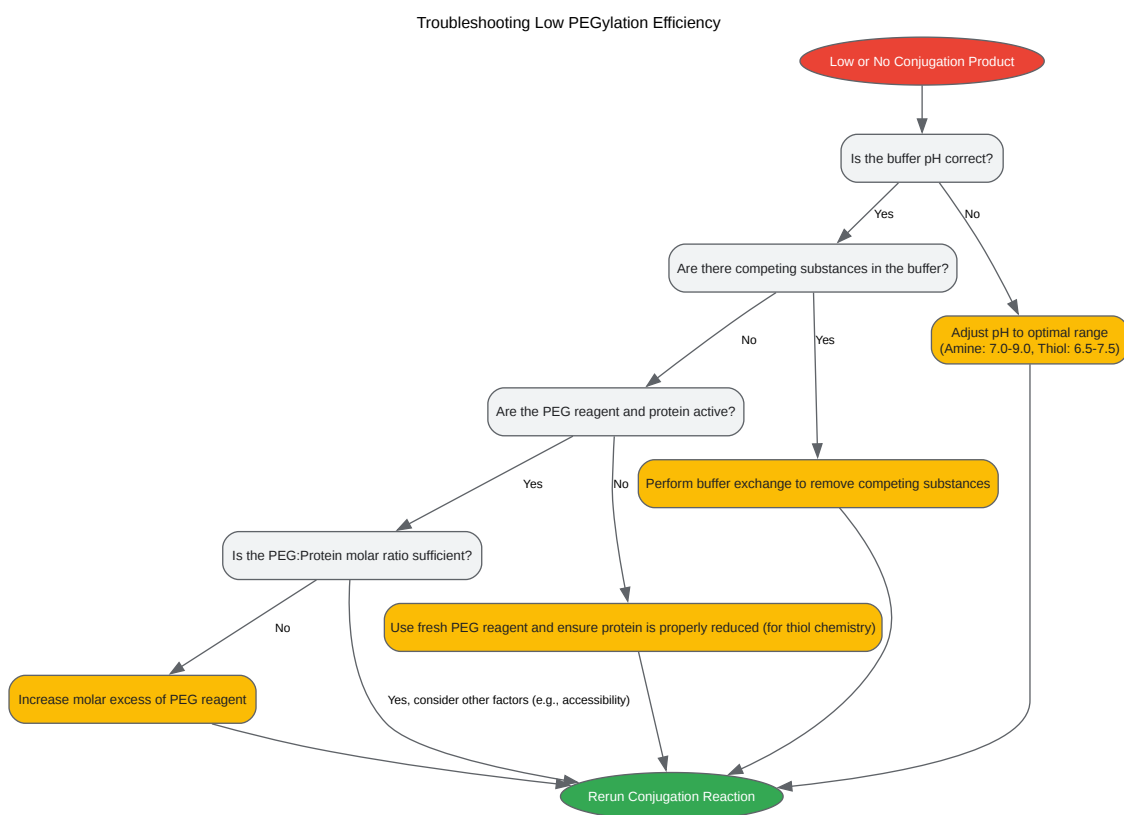 Troubleshooting Low PEGylation Efficiency
Low or No Conjugation Product
Is the buffer pH correct?
Yes
No
Are there competing substances in the buffer?
Adjust pH to optimal range
(Amine: 7.0-9.0, Thiol: 6.5-7.5)
No
Yes
Are the PEG reagent and protein active?
Perform buffer exchange to remove competing substances
Yes
No
Is the PEG:Protein molar ratio sufficient?
Use fresh PEG reagent and ensure protein is properly reduced (for thiol chemistry)
No
Increase molar excess of PEG reagent
Yes, consider other factors (e.g., accessibility)
Rerun Conjugation Reaction